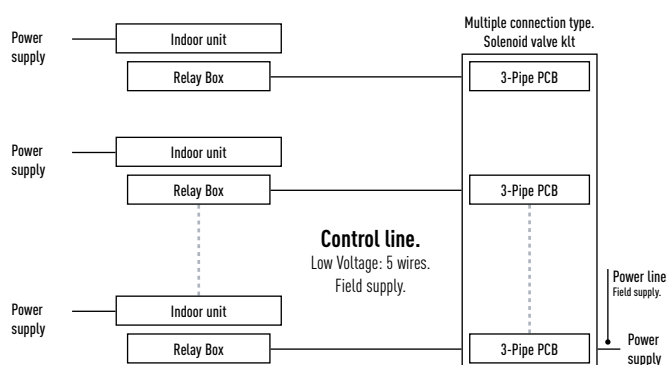 Multiple connection type.
Solenoid valve klt
Power
supply
Indoor unit
Relay Box
3-Pipe PCB
Power
supply
Indoor unit
Relay Box
3-Pipe PCB
Control line.
Low Voltage: 5 wires.
Field supply.
Power line
Field supply.
Power
supply
Indoor unit
Relay Box
3-Pipe PCB
Power
supply